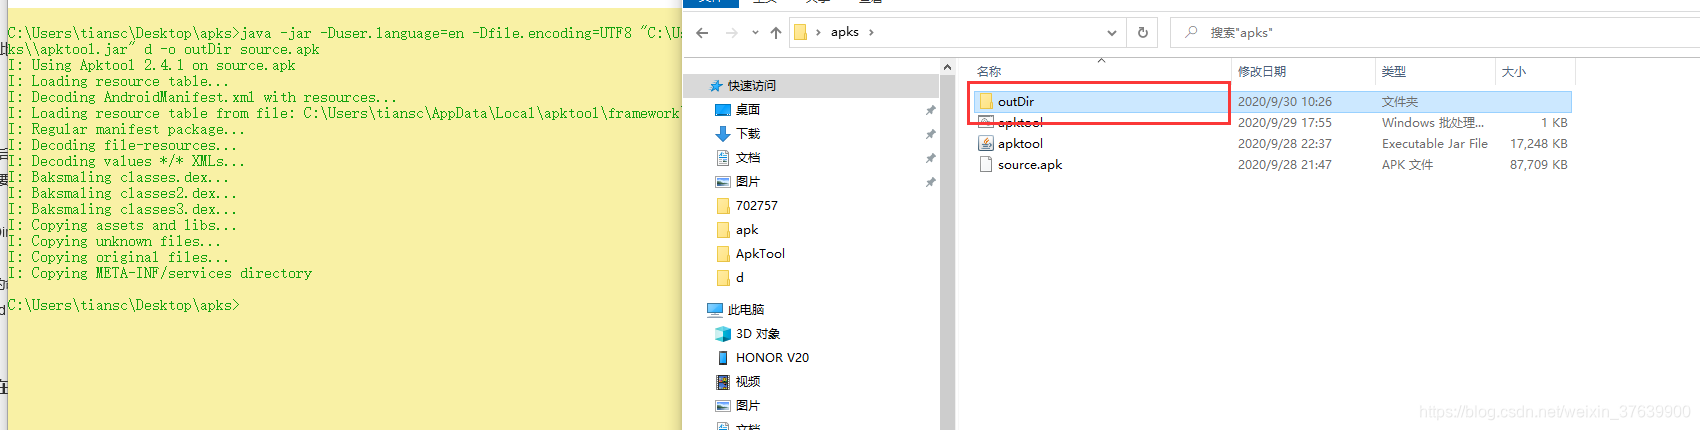 C:\Users\tiansc\Desktop\apks>java -jar -Duser.language=en -Dfile.encoding=UTF8 "C:\Us
ks\\apktool.jar" d -o outDir source.apk
I: Using Apktool 2.4.1 on source.apk
I: Loading resource table...
I: Decoding AndroidManifest.xml with resources...
I: Loading resource table from file: C:\Users\tiansc\AppData\Local\apktool\framework
I: Regular manifest package...
I: Decoding file-resources...
I: Decoding values */* XMLs...
I: Baksmaling classes.dex...
I: Baksmaling classes2.dex...
I: Baksmaling classes3.dex...
I: Copying assets and libs...
I: Copying unknown files...
I: Copying original files...
I: Copying META-INF/services directory
C:\Users\tiansc\Desktop\apks>
apks
搜索"apks"
快速访问
桌面
下载
文档
图片
702757
apk
ApkTool
d
此电脑
3D 对象
HONOR V20
视频
图片
文档
名称 修改日期 类型 大小
outDir 2020/9/30 10:26 文件夹
apktool 2020/9/29 17:55 Windows 批处理... 1 KB
apktool 2020/9/28 22:37 Executable Jar File 17,248 KB
source.apk 2020/9/28 21:47 APK 文件 87,709 KB
https://blog.csdn.net/weixin_37639900